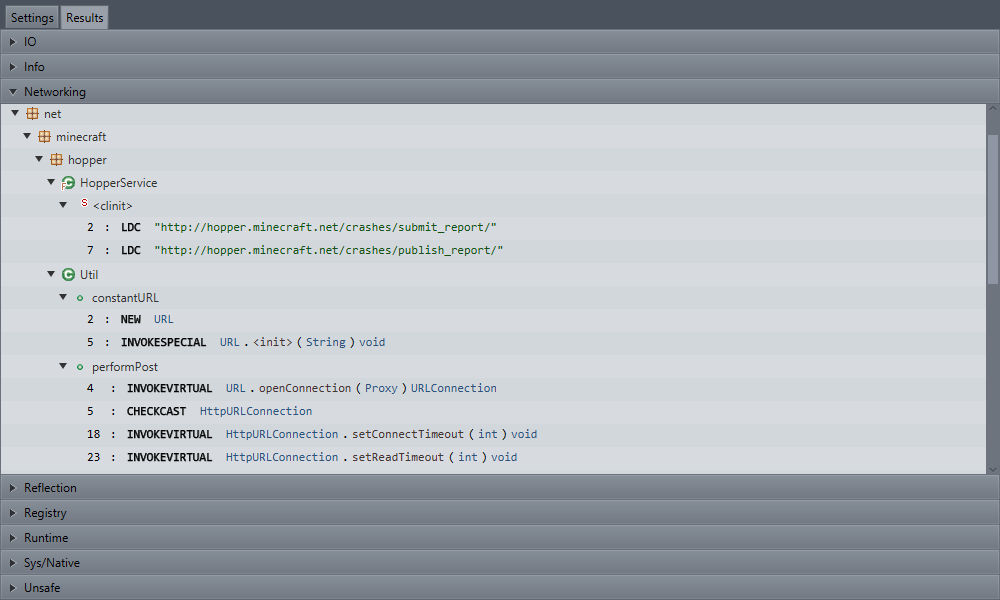 Settings Results
IO
Info
Networking
net
minecraft
hopper
HopperService
S <clinit>
2 : LDC "http://hopper.minecraft.net/crashes/submit_report/"
7 : LDC "http://hopper.minecraft.net/crashes/publish_report/"
C Util
constantURL
2 : NEW URL
5 : INVOKESPECIAL URL . <init> ( String ) void
performPost
4 : INVOKEVIRTUAL URL . openConnection ( Proxy ) URLConnection
5 : CHECKCAST HttpURLConnection
18 : INVOKEVIRTUAL HttpURLConnection . setConnectTimeout ( int ) void
23 : INVOKEVIRTUAL HttpURLConnection . setReadTimeout ( int ) void
Reflection
Registry
Runtime
Sys/Native
Unsafe